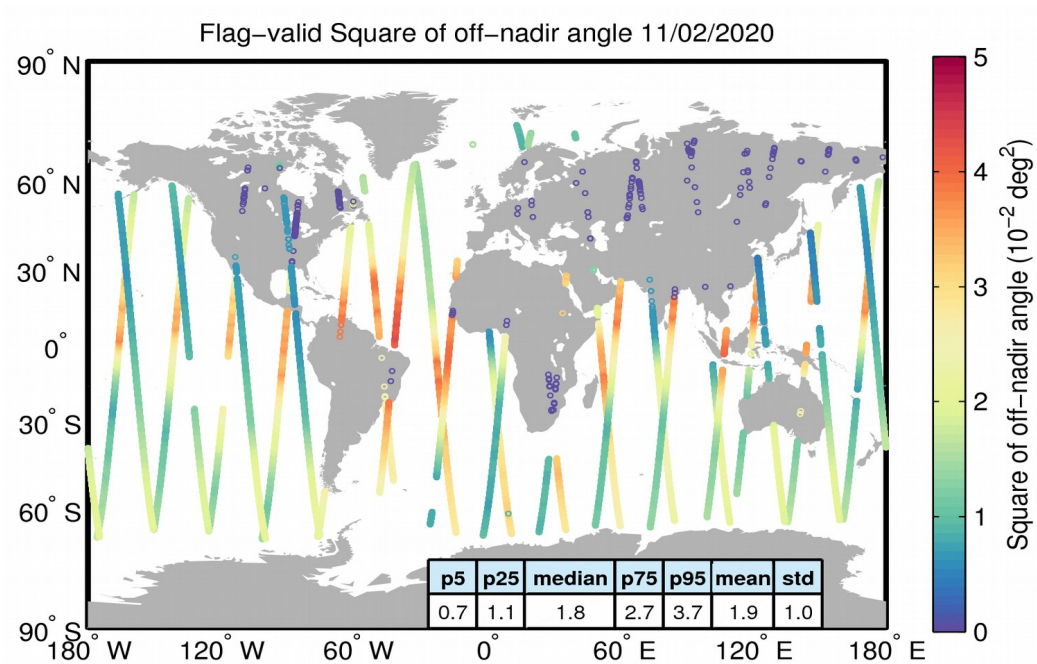 Flag-valid Square of off-nadir angle 11/02/2020
90° N
60° N
30° N
0°
30° S
60° S
90° S
180° W
120° W
60° W
0°
60° E
120° E
180° E
5
4
3
2
1
0
Square of off-nadir angle (10⁻² deg²)
p5 p25 median p75 p95 mean std
0.7 1.1 1.8 2.7 3.7 1.9 1.0